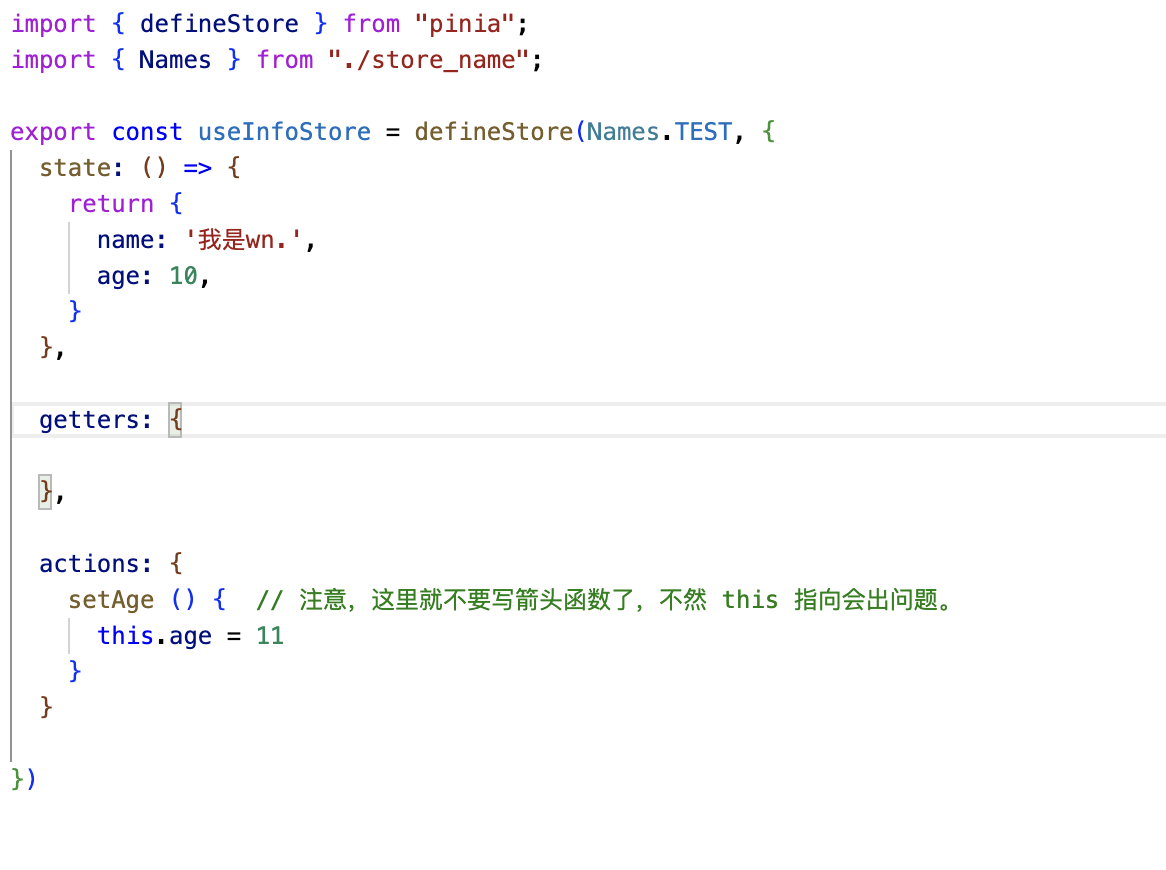 import { defineStore } from "pinia";
import { Names } from "./store_name";
export const useInfoStore = defineStore(Names.TEST, {
  state: () => {
    return {
      name: '我是wn.',
      age: 10,
    }
  },
  getters: {
  },
  actions: {
    setAge () {  // 注意，这里就不要写箭头函数了，不然 this 指向会出问题。
      this.age = 11
    }
  }
})